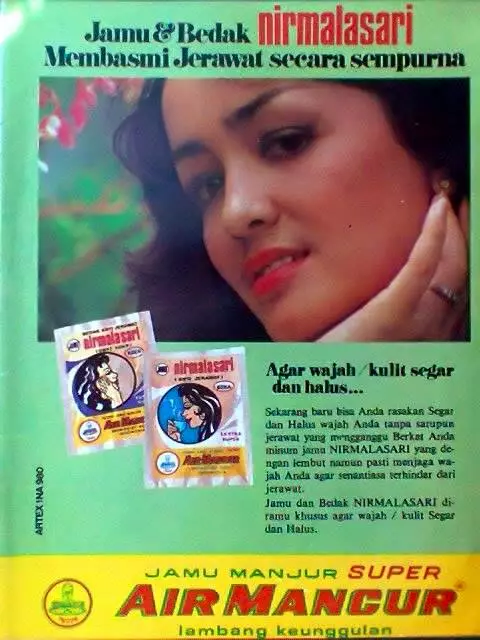 Jamu & Bedak nirmalasari
Membasmi Jerawat secara sempurna
nirmalasari
nirmalasari
Air Mancur
Air Mancur
Agar wajah / kulit segar
dan halus...
Sekarang baru bisa Anda rasakan Segar
dan Halus wajah Anda tanpa satupun
jerawat yang mengganggu Berkat Anda
minum jamu NIRMALASARI yang de-
ngan lembut namun pasti menjaga wa-
jah Anda agar senantiasa terhindar dari
jerawat.
Jamu dan Bedak NIRMALASARI di-
ramu khusus agar wajah / kulit Segar
dan Halus.
ARTEX INA 980
JAMU MANJUR SUPER
AIR MANCUR®
lambang keunggulan